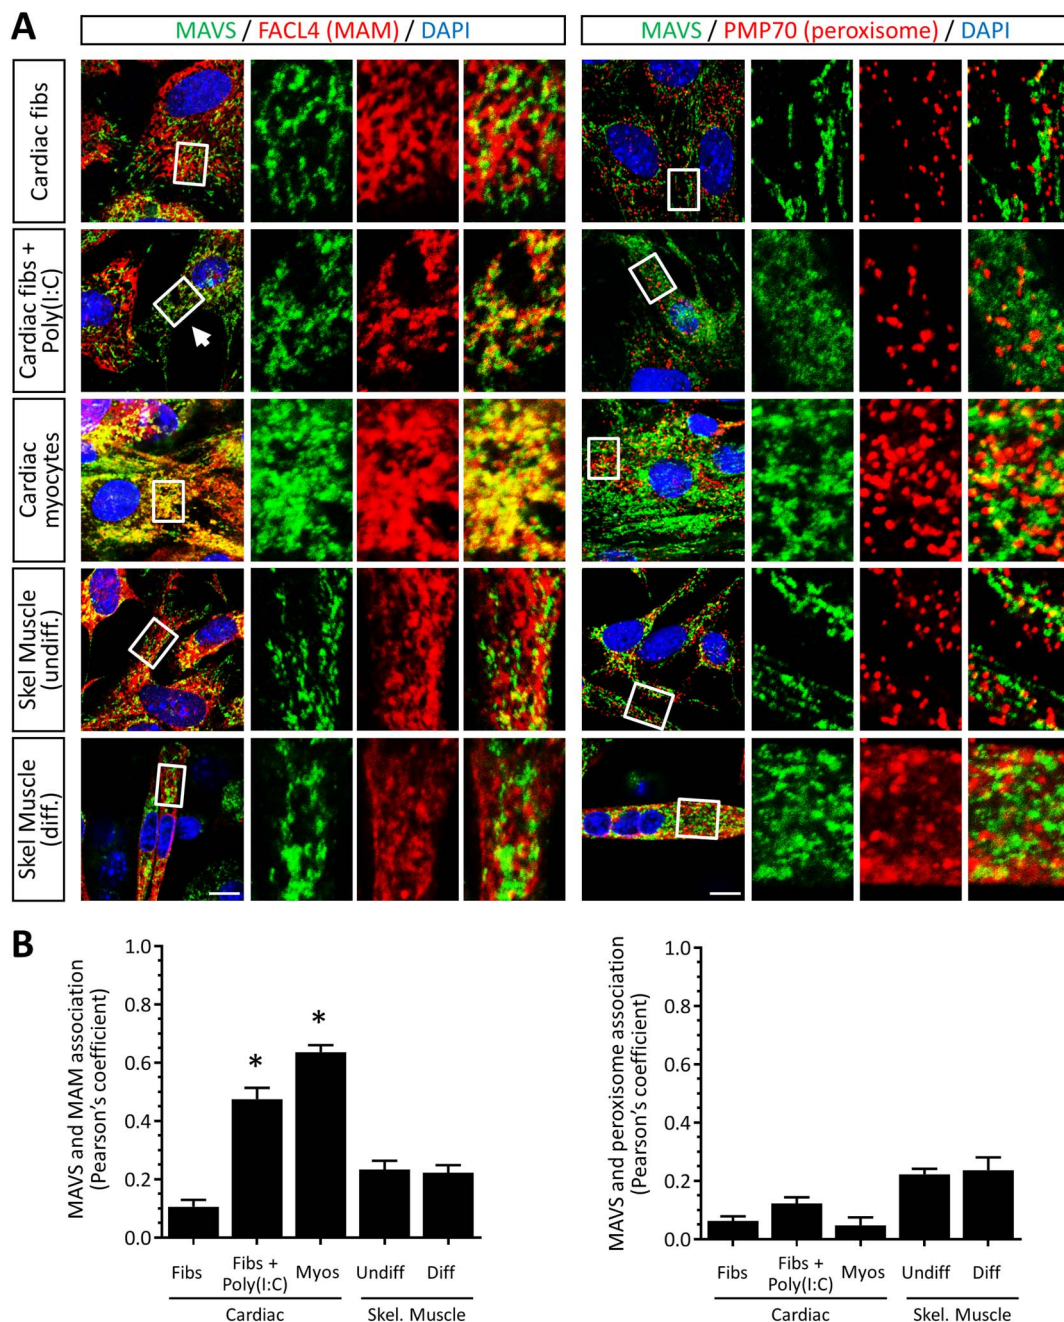 A
MAVS / FACL4 (MAM) / DAPI
MAVS / PMP70 (peroxisome) / DAPI
Cardiac fibs
Cardiac fibs +
Poly(I:C)
Cardiac
myocytes
Skel Muscle
(undiff.)
Skel Muscle
(diff.)
B
MAVS and MAM association
(Pearson's coefficient)
1.0
0.8
0.6
0.4
0.2
0.0
*
*
Fibs
Fibs +
Poly(I:C)
Myos
Undiff
Diff
Cardiac
Skel. Muscle
MAVS and peroxisome association
(Pearson's coefficient)
1.0
0.8
0.6
0.4
0.2
0.0
Fibs
Fibs +
Poly(I:C)
Myos
Undiff
Diff
Cardiac
Skel. Muscle